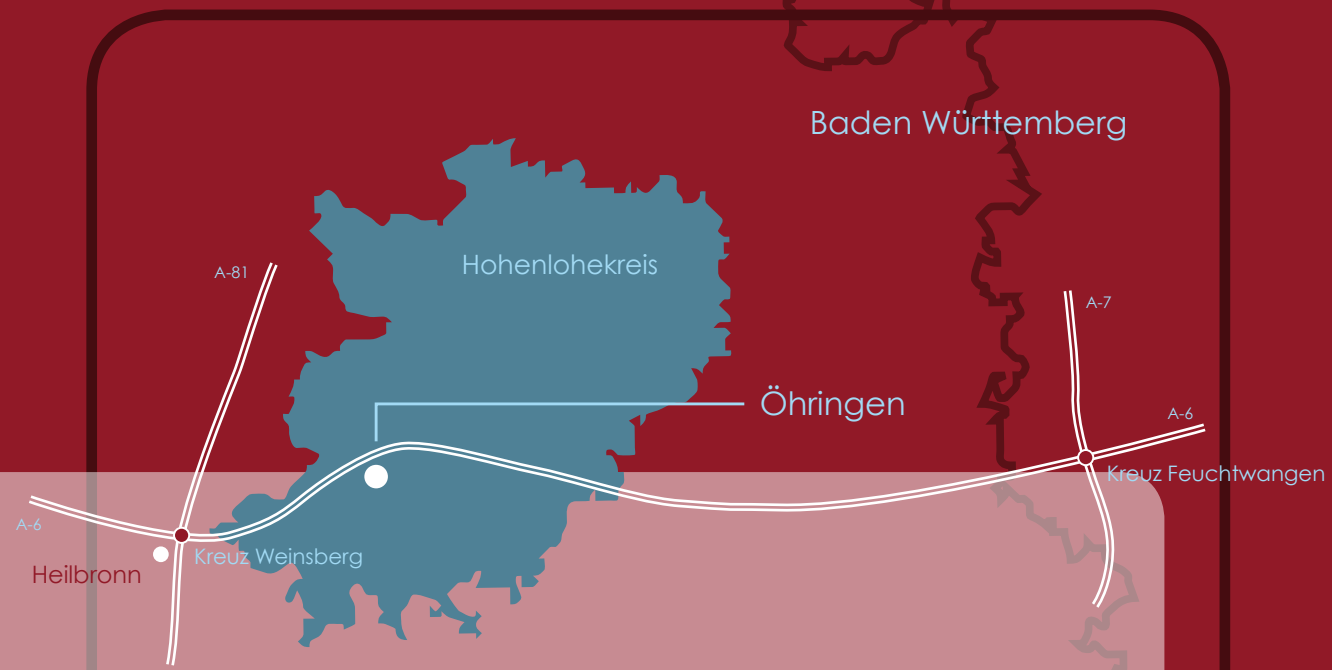 Baden Württemberg
Hohenlohekreis
A-81
A-7
Öhringen
A-6
Kreuz Feuchtwangen
A-6
Kreuz Weinsberg
Heilbronn